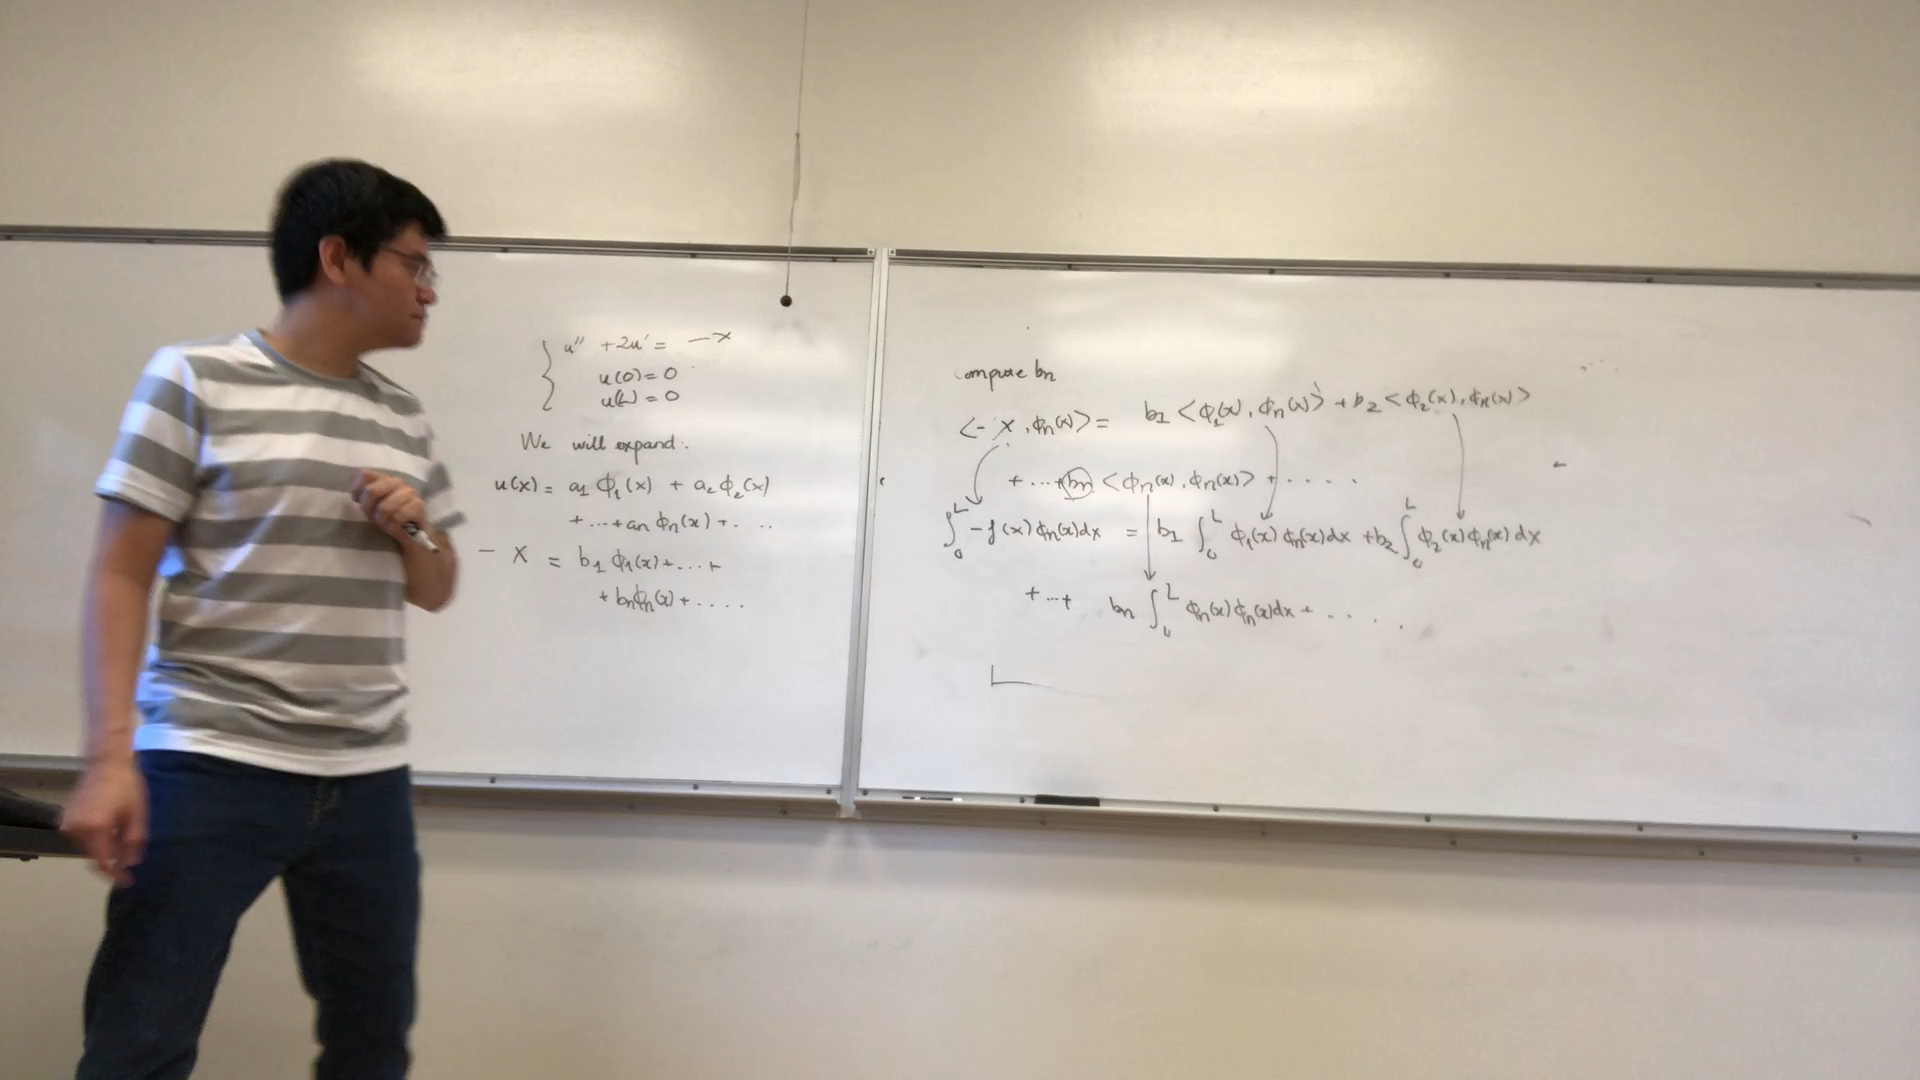 u'' + 2u' = -x
u(0) = 0
u(L) = 0
We will expand:
u(x) = a1 ϕ1(x) + a2 ϕ2(x)
+ ... + an ϕn(x) + ....
- x = b1 ϕ1(x) + ... +
+ bn ϕn(x) + ....
compute bn
<-x, ϕn(x)> = b1 <ϕ1(x), ϕn(x)> + b2 <ϕ2(x), ϕn(x)>
+ ... + bn <ϕn(x), ϕn(x)> + ....
∫₀ᴸ -f(x) ϕn(x) dx = b1 ∫₀ᴸ ϕ1(x) ϕn(x) dx + b2 ∫₀ᴸ ϕ2(x) ϕn(x) dx
+ ... + bn ∫₀ᴸ ϕn(x) ϕn(x) dx + ....